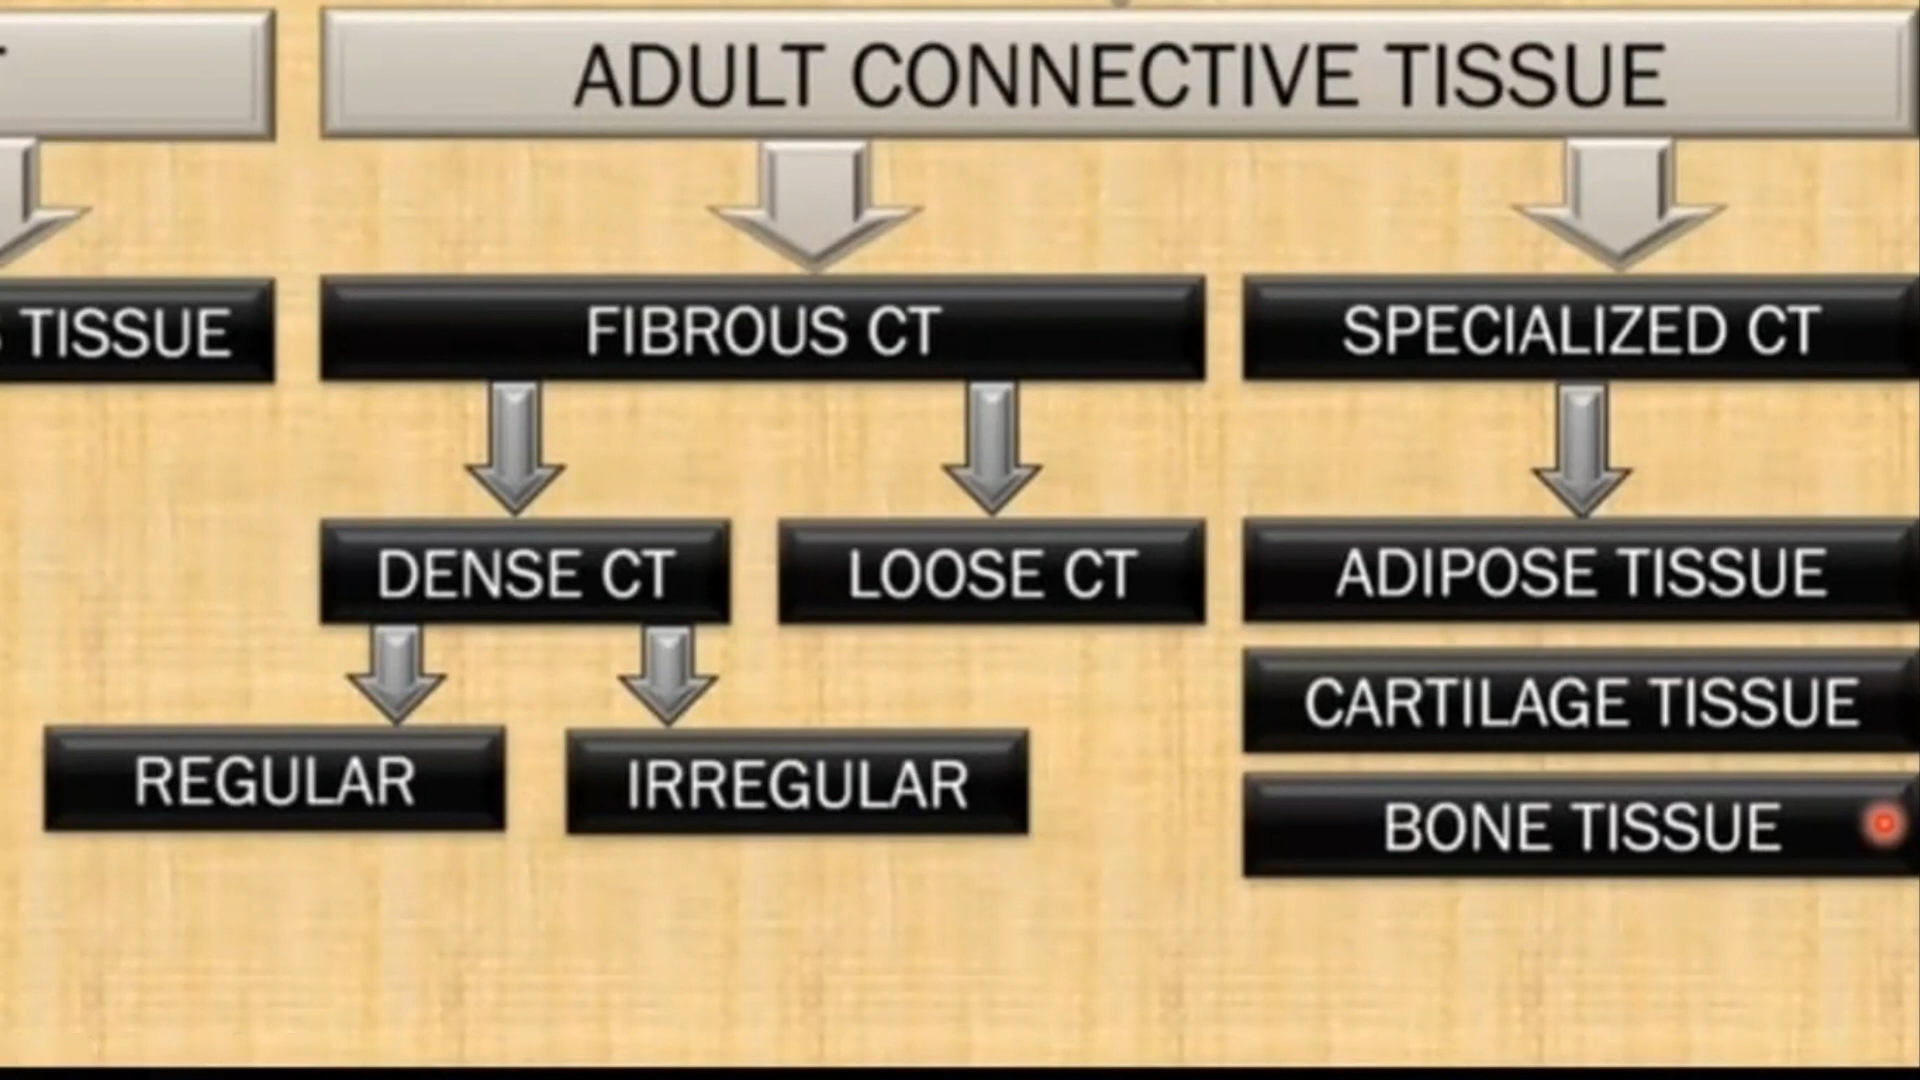 ADULT CONNECTIVE TISSUE
TISSUE
FIBROUS CT
SPECIALIZED CT
DENSE CT
LOOSE CT
ADIPOSE TISSUE
CARTILAGE TISSUE
REGULAR
IRREGULAR
BONE TISSUE